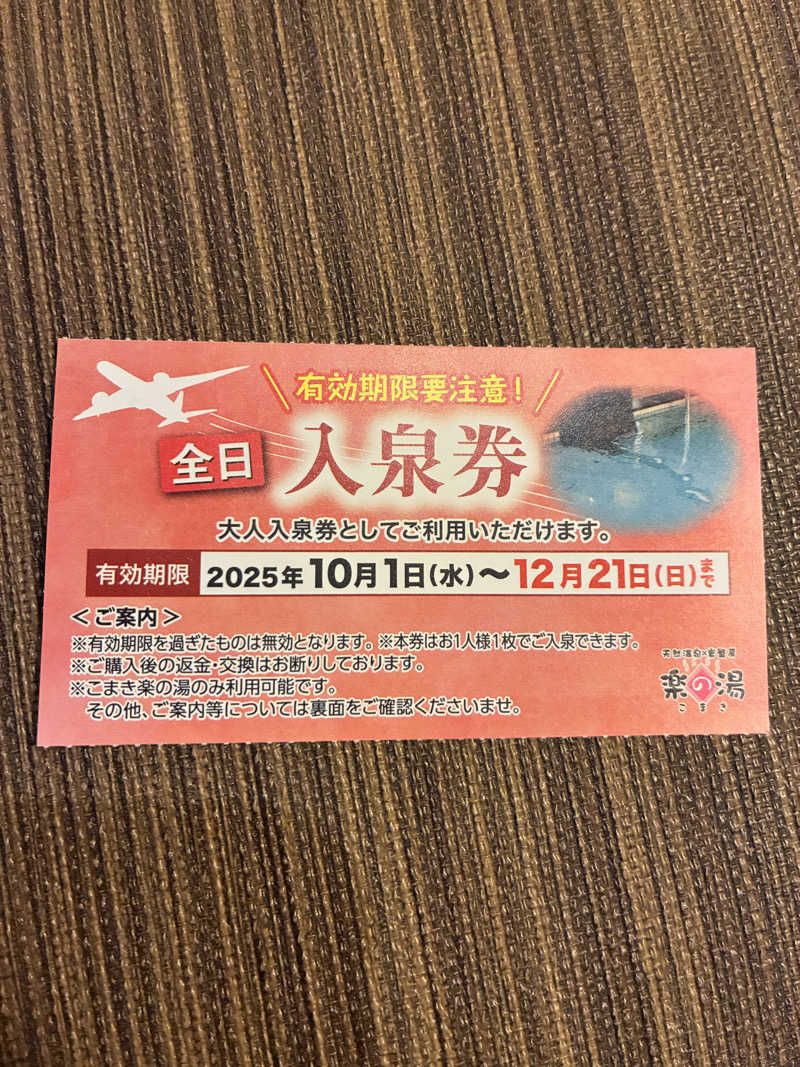 有効期限要注意!
全日 入泉券
大人入泉券としてご利用いただけます。
有効期限 2025年10月1日(水)〜12月21日(日)まで
<ご案内>
※有効期限を過ぎたものは無効となります。※本券はお1人様1枚でご入泉できます。
※ご購入後の返金・交換はお断りしております。
※こまき楽の湯のみ利用可能です。
その他、ご案内等については裏面をご確認くださいませ。
天然温泉×岩盤房
楽の湯
こまき